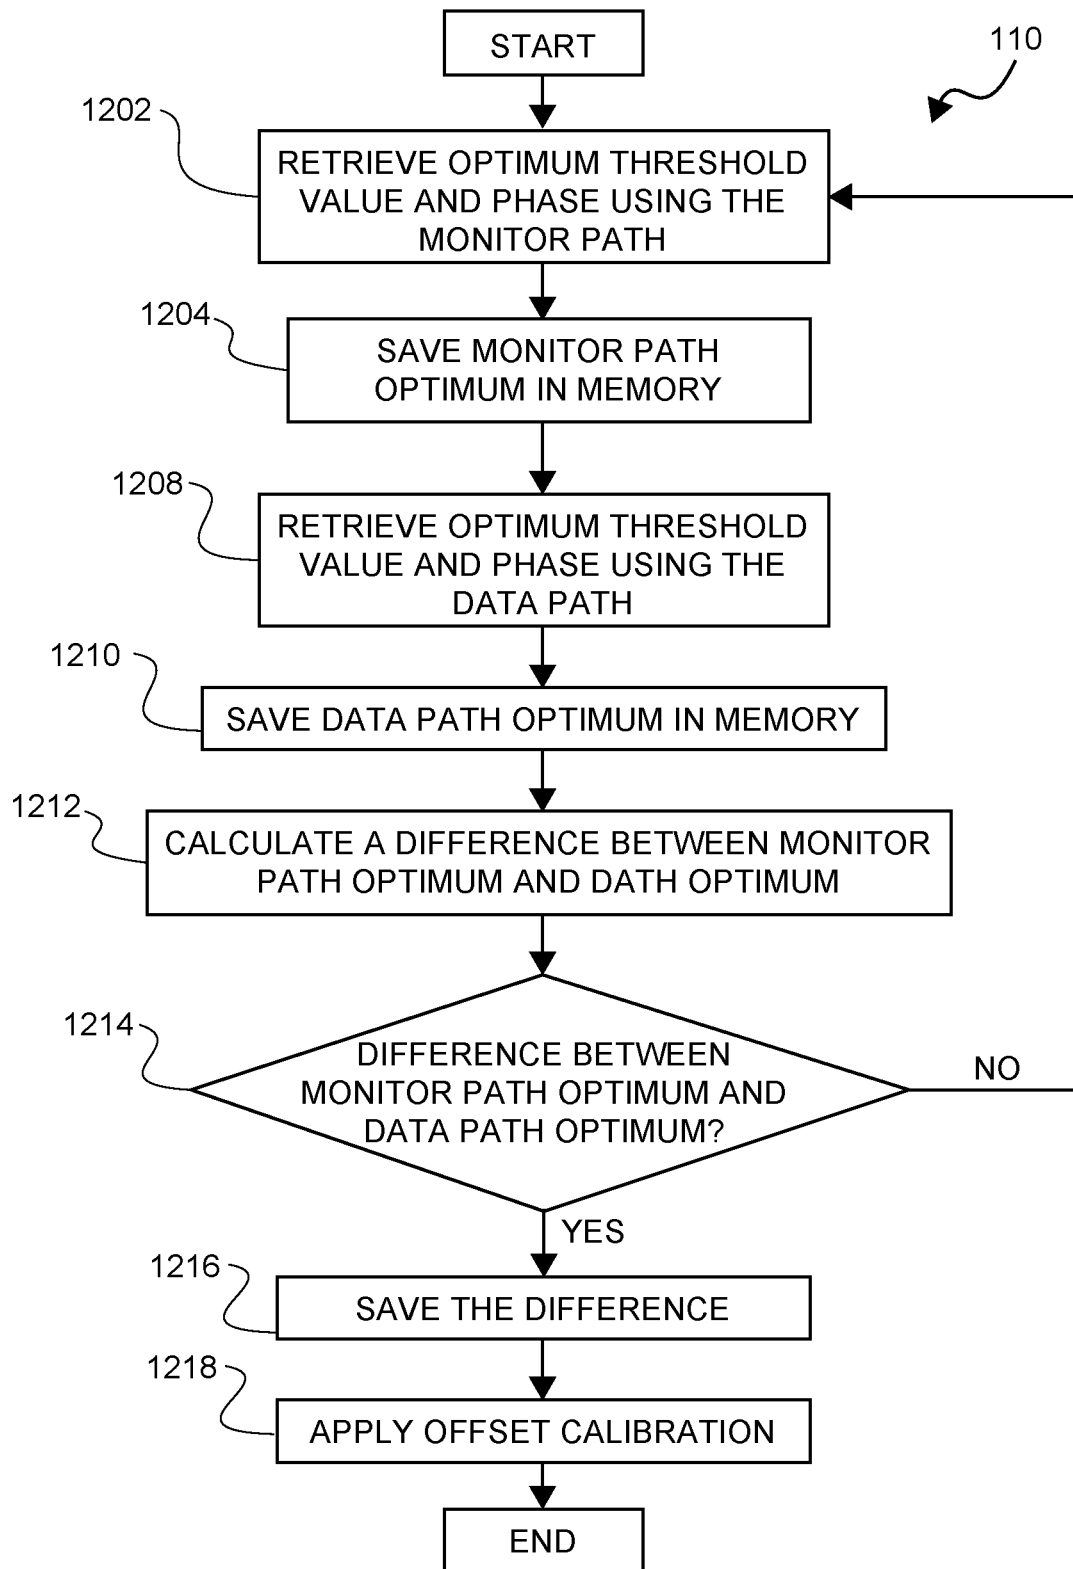 START
110
1202
RETRIEVE OPTIMUM THRESHOLD
VALUE AND PHASE USING THE
MONITOR PATH
1204
SAVE MONITOR PATH
OPTIMUM IN MEMORY
1208
RETRIEVE OPTIMUM THRESHOLD
VALUE AND PHASE USING THE
DATA PATH
1210
SAVE DATA PATH OPTIMUM IN MEMORY
1212
CALCULATE A DIFFERENCE BETWEEN MONITOR
PATH OPTIMUM AND DATH OPTIMUM
1214
DIFFERENCE BETWEEN
MONITOR PATH OPTIMUM AND
DATA PATH OPTIMUM?
NO
YES
1216
SAVE THE DIFFERENCE
1218
APPLY OFFSET CALIBRATION
END